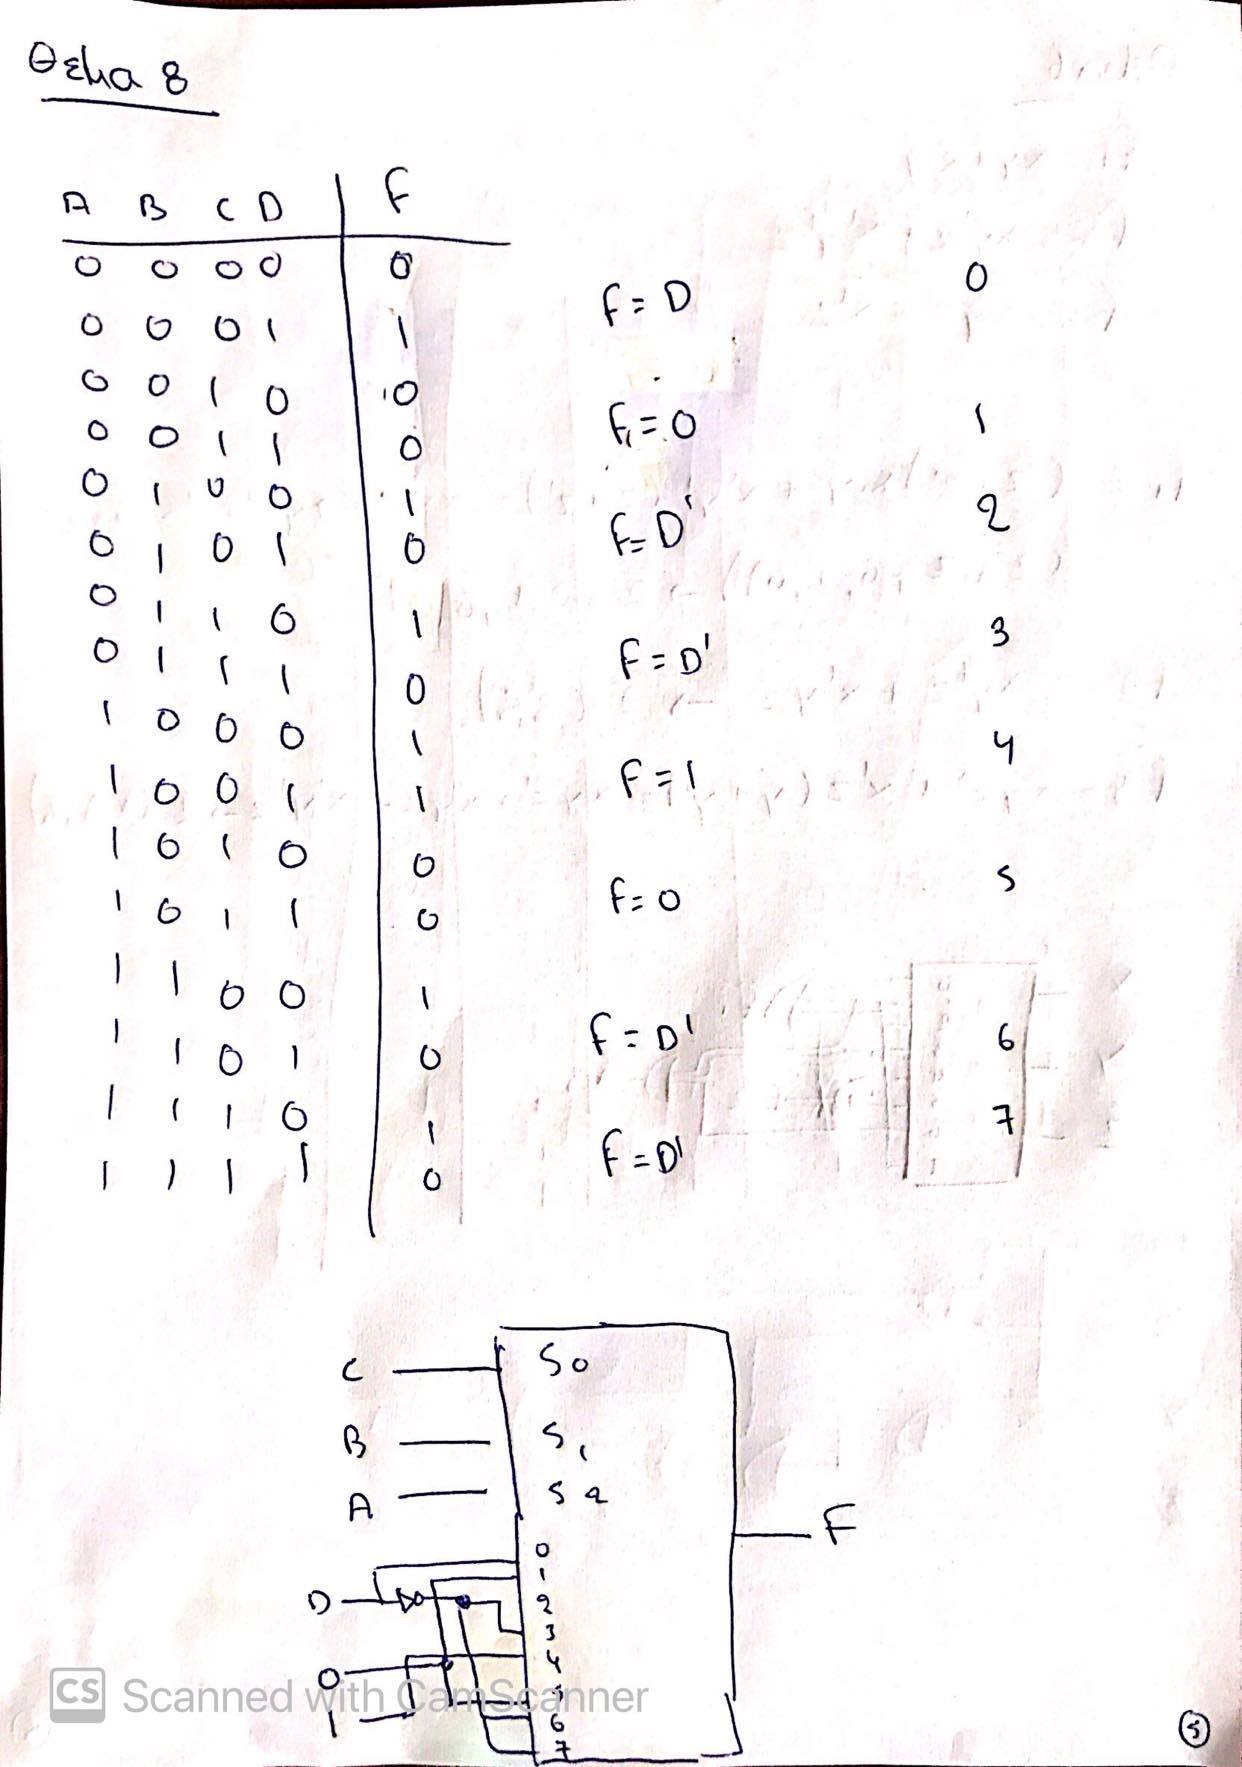 Θέμα 8
A B C D | F
0 0 0 0 | 0
0 0 0 1 | 1
F = D 0
0 0 1 0 | 0
0 0 1 1 | 0
F = 0 1
0 1 0 0 | 1
0 1 0 1 | 0
F = D' 2
0 1 1 0 | 1
0 1 1 1 | 0
F = D' 3
1 0 0 0 | 1
1 0 0 1 | 1
F = 1 4
1 0 1 0 | 0
1 0 1 1 | 0
F = 0 5
1 1 0 0 | 1
1 1 0 1 | 0
F = D' 6
1 1 1 0 | 1
1 1 1 1 | 0
F = D' 7
C S0
B S1
A S2
F
0
1
D 2
3
0 4
5
1 6
7
CS Scanned with CamScanner
5